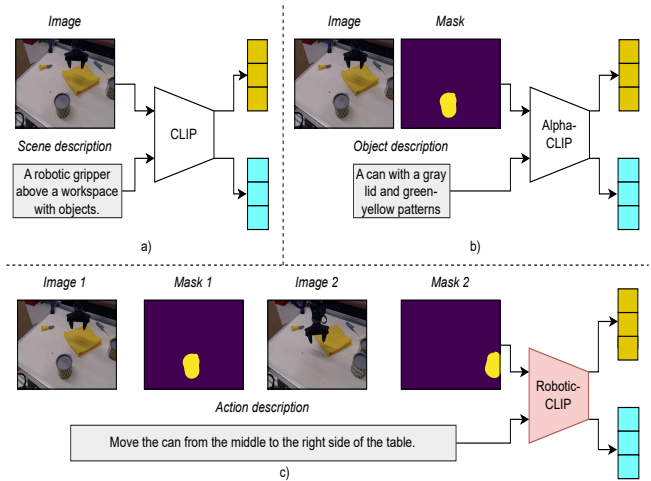 Image
Scene description
A robotic gripper
above a workspace
with objects.
CLIP
a)
Image
Mask
Object description
A can with a gray
lid and green-
yellow patterns
Alpha-
CLIP
b)
Image 1
Mask 1
Image 2
Mask 2
Action description
Move the can from the middle to the right side of the table.
Robotic-
CLIP
c)